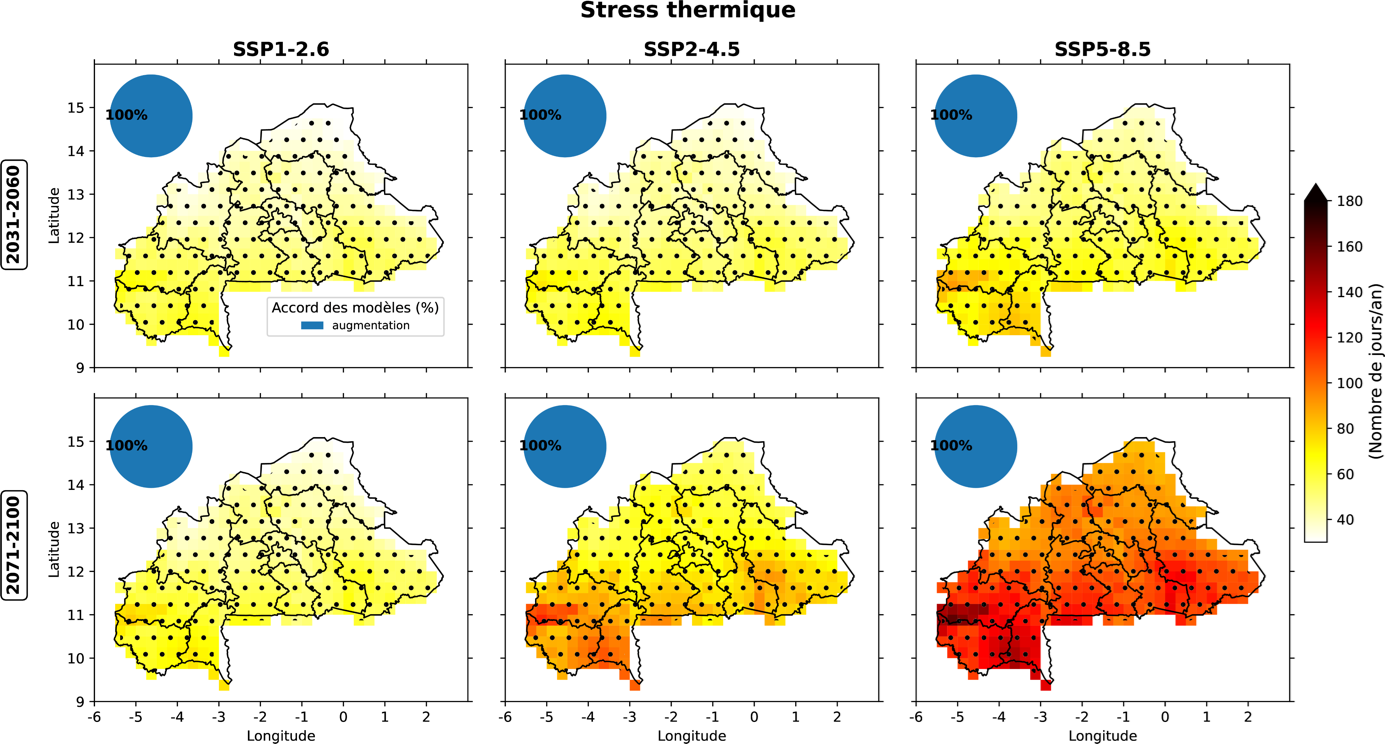 Stress thermique
SSP1-2.6
SSP2-4.5
SSP5-8.5
2031-2060
Latitude
15
14
13
12
11
10
9
100%
100%
100%
Accord des modèles (%)
augmentation
2071-2100
Latitude
15
14
13
12
11
10
9
100%
100%
100%
-6 -5 -4 -3 -2 -1 0 1 2
-6 -5 -4 -3 -2 -1 0 1 2
-6 -5 -4 -3 -2 -1 0 1 2
Longitude
Longitude
Longitude
180
160
140
120
100
80
60
40
(Nombre de jours/an)